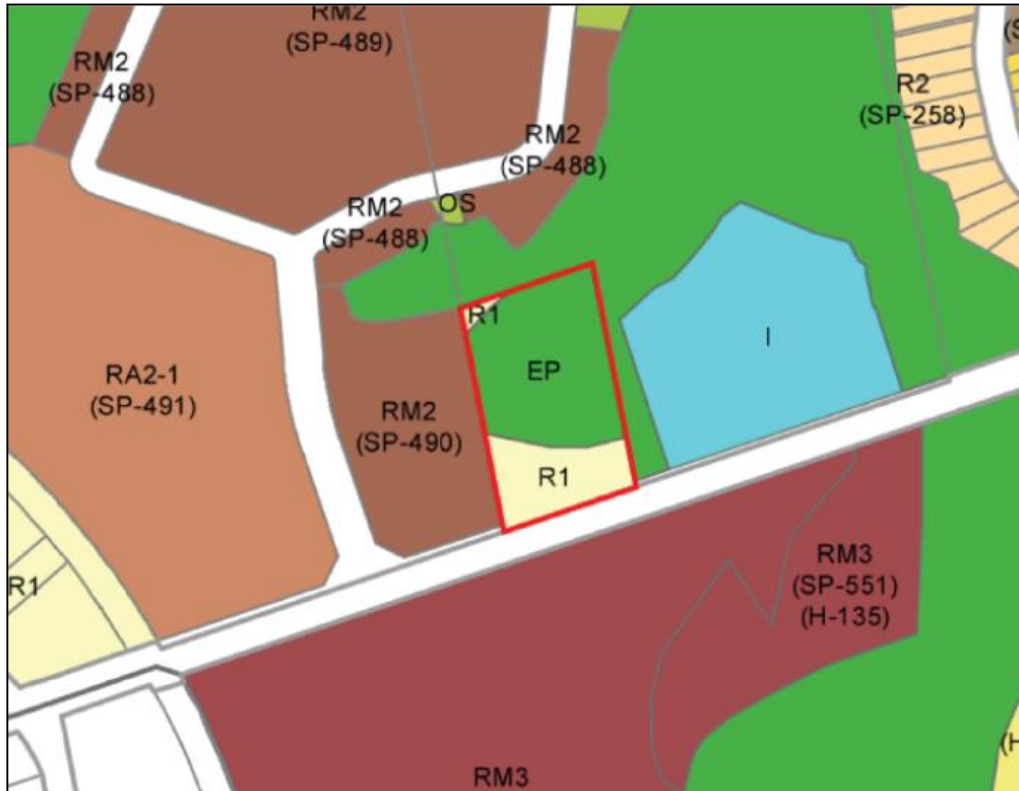 RM2
(SP-489)
RM2
(SP-488)
R2
(SP-258)
RM2
(SP-488)
OS
RM2
(SP-488)
R1
I
EP
RA2-1
(SP-491)
RM2
(SP-490)
R1
R1
RM3
(SP-551)
(H-135)
RM3